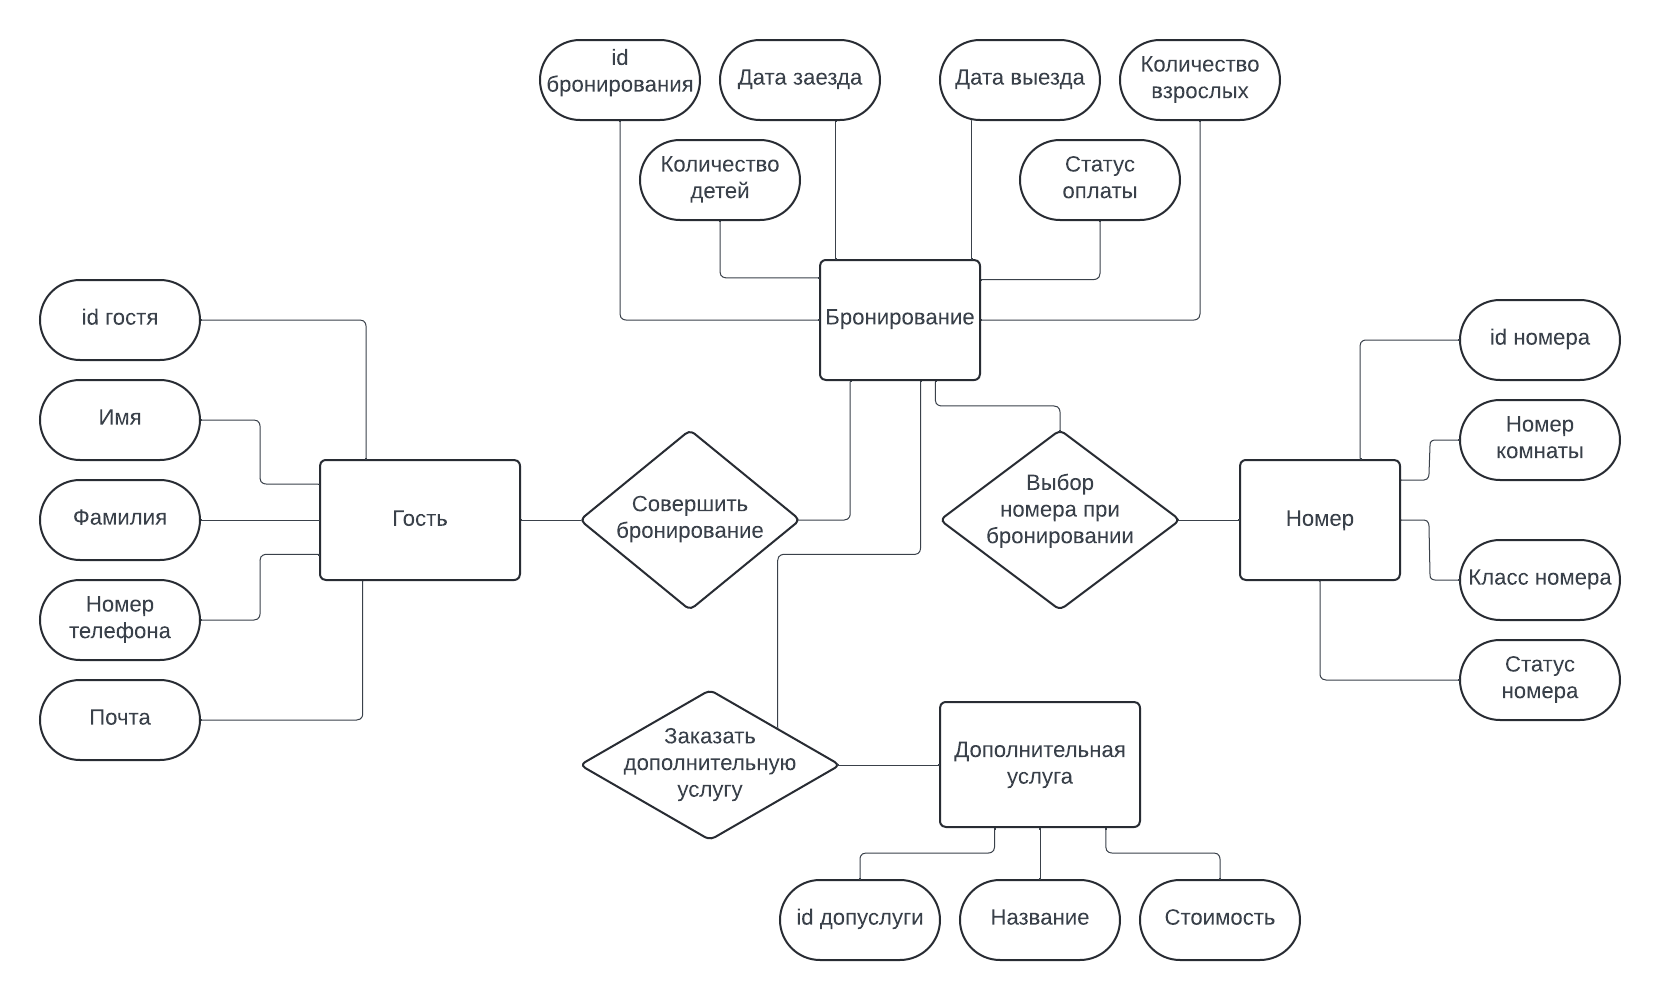 id
бронирования
Дата заезда
Дата выезда
Количество
взрослых
Количество
детей
Статус
оплаты
Бронирование
id гостя
Имя
Фамилия
Номер
телефона
Почта
Гость
Совершить
бронирование
Выбор
номера при
бронировании
Номер
id номера
Номер
комнаты
Класс номера
Статус
номера
Заказать
дополнительную
услугу
Дополнительная
услуга
id допуслуги
Название
Стоимость